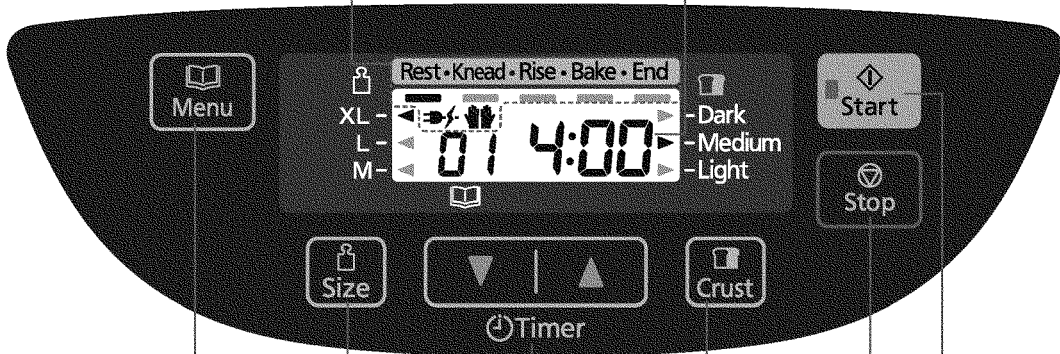 Rest • Knead • Rise • Bake • End
Menu
XL
Dark
Start
L
01 4:00
Medium
M
Light
Stop
Size
Crust
Timer